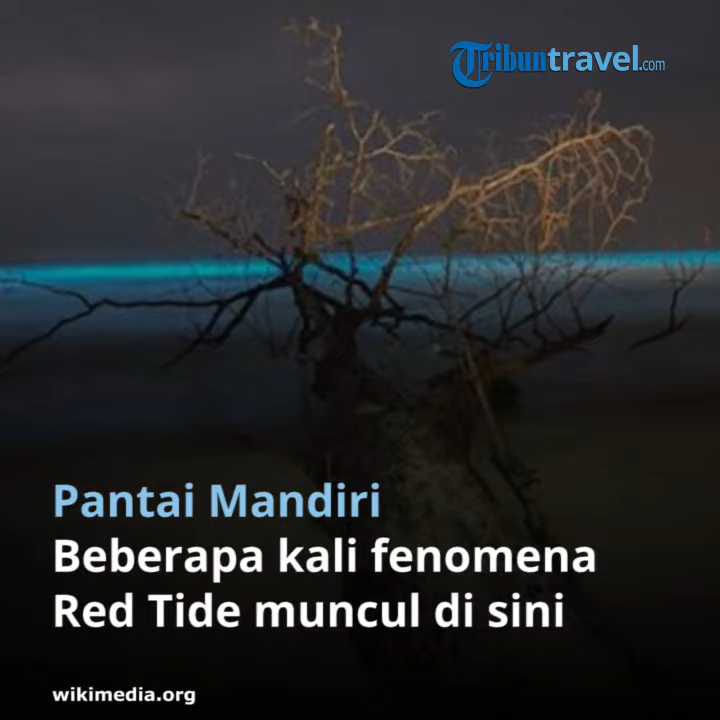 Tribuntravel.com
Pantai Mandiri
Beberapa kali fenomena
Red Tide muncul di sini
wikimedia.org